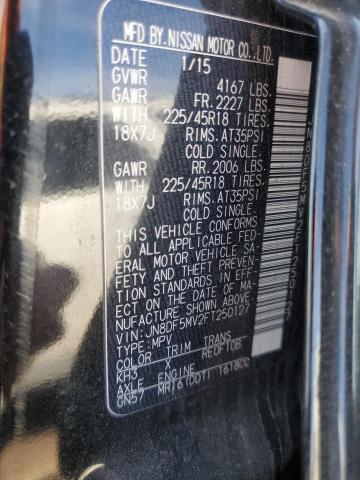 MFD BY.NISSAN MOTOR CO.,LTD.
DATE 1/15
GVWR 4167 LBS.
GAWR FR. 2227 LBS.
WITH 225/45R18 TIRES.
18X7J RIMS. AT35PSI
COLD SINGLE.
GAWR RR. 2006 LBS.
WITH 225/45R18 TIRES.
18X7J RIMS. AT35PSI
COLD SINGLE.
THIS VEHICLE CONFORMS
TO ALL APPLICABLE FED-
ERAL MOTOR VEHICLE SA-
FETY AND THEFT PREVEN-
TION STANDARDS IN EFF-
ECT ON THE DATE OF MA-
NUFACTURE SHOWN ABOVE.
VIN: JN8DF5MV2FT250127
TYPE: MPV
COLOR TRIM TRANS
KH3 X RE0F10B
AXLE ENGINE
GN57 MR16(DDT) 1618CC
JN8DF5MV2FT250127